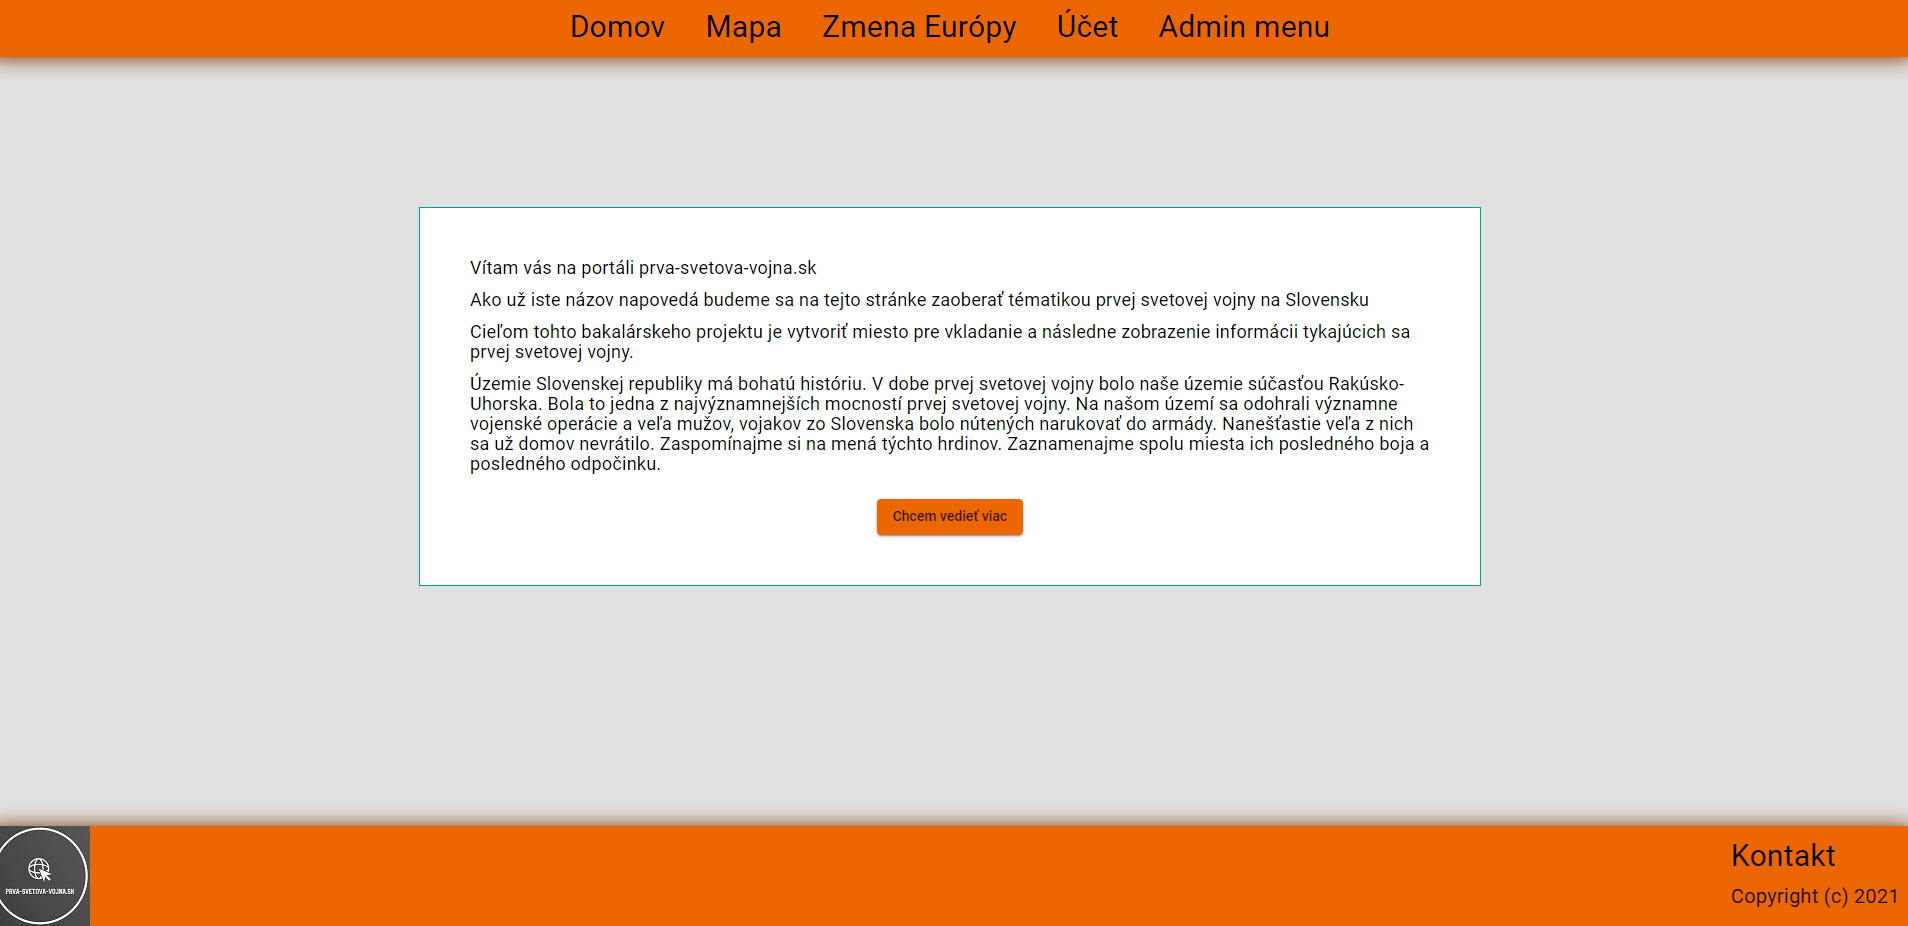 Domov Mapa Zmena Európy Účet Admin menu
Vítam vás na portáli prva-svetova-vojna.sk
Ako už iste názov napovedá budeme sa na tejto stránke zaoberať tématikou prvej svetovej vojny na Slovensku
Cieľom tohto bakalárskeho projektu je vytvoriť miesto pre vkladanie a následne zobrazenie informácii tykajúcich sa
prvej svetovej vojny.
Územie Slovenskej republiky má bohatú históriu. V dobe prvej svetovej vojny bolo naše územie súčasťou Rakúsko-
Uhorska. Bola to jedna z najvýznamnejších mocností prvej svetovej vojny. Na našom území sa odohrali významne
vojenské operácie a veľa mužov, vojakov zo Slovenska bolo nútených narukovať do armády. Nanešťastie veľa z nich
sa už domov nevrátilo. Zaspomínajme si na mená týchto hrdinov. Zaznamenajme spolu miesta ich posledného boja a
posledného odpočinku.
Chcem vedieť viac
PRVA-SVETOVA-VOJNA.SK
Kontakt
Copyright (c) 2021